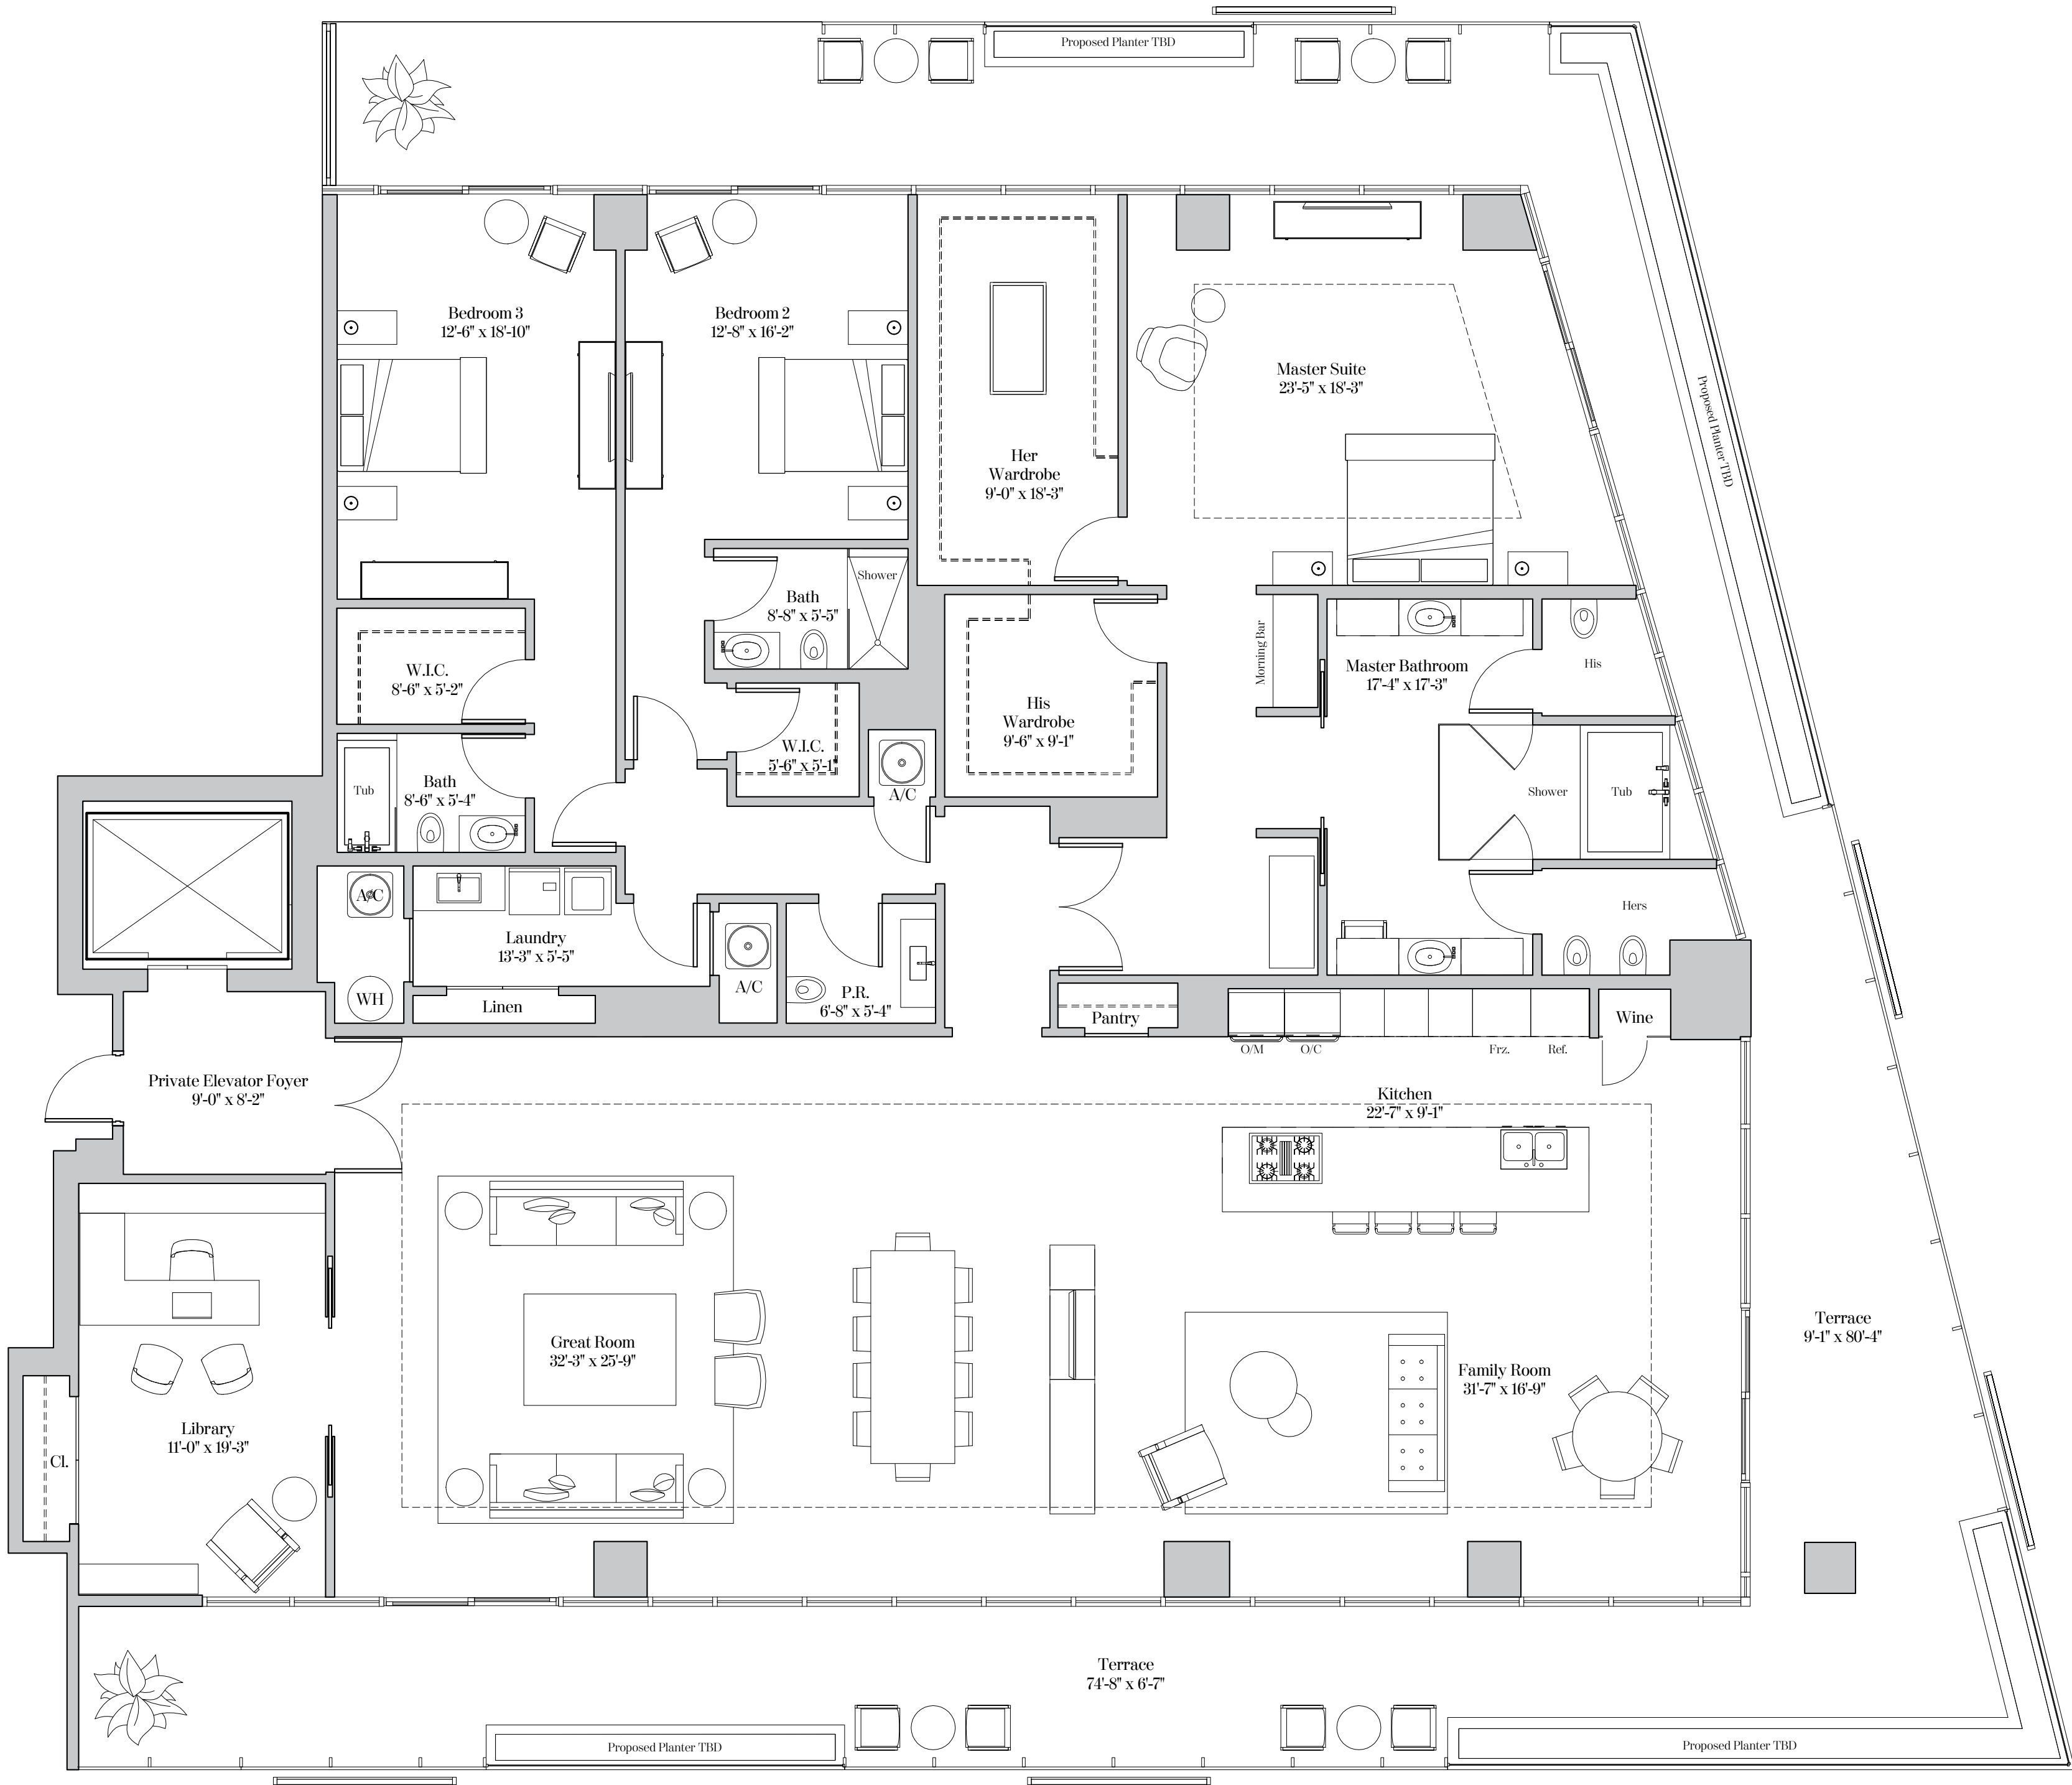 Proposed Planter TBD
Bedroom 3
12'-6" x 18'-10"
Bedroom 2
12'-8" x 16'-2"
Master Suite
23'-5" x 18'-3"
Proposed Planter TBD
Her
Wardrobe
9'-0" x 18'-3"
Shower
Bath
8'-8" x 5'-5"
W.I.C.
8'-6" x 5'-2"
His
Wardrobe
9'-6" x 9'-1"
Morning Bar
Master Bathroom
17'-4" x 17'-3"
His
W.I.C.
5'-6" x 5'-1"
Tub
Bath
8'-6" x 5'-4"
A/C
Shower
Tub
A/C
Hers
Laundry
13'-3" x 5'-5"
A/C
WH
Linen
P.R.
6'-8" x 5'-4"
Pantry
Wine
O/M
O/C
Frz.
Ref.
Private Elevator Foyer
9'-0" x 8'-2"
Kitchen
22'-7" x 9'-1"
Great Room
32'-3" x 25'-9"
Terrace
9'-1" x 80'-4"
Family Room
31'-7" x 16'-9"
Library
11'-0" x 19'-3"
Cl.
Terrace
74'-8" x 6'-7"
Proposed Planter TBD
Proposed Planter TBD